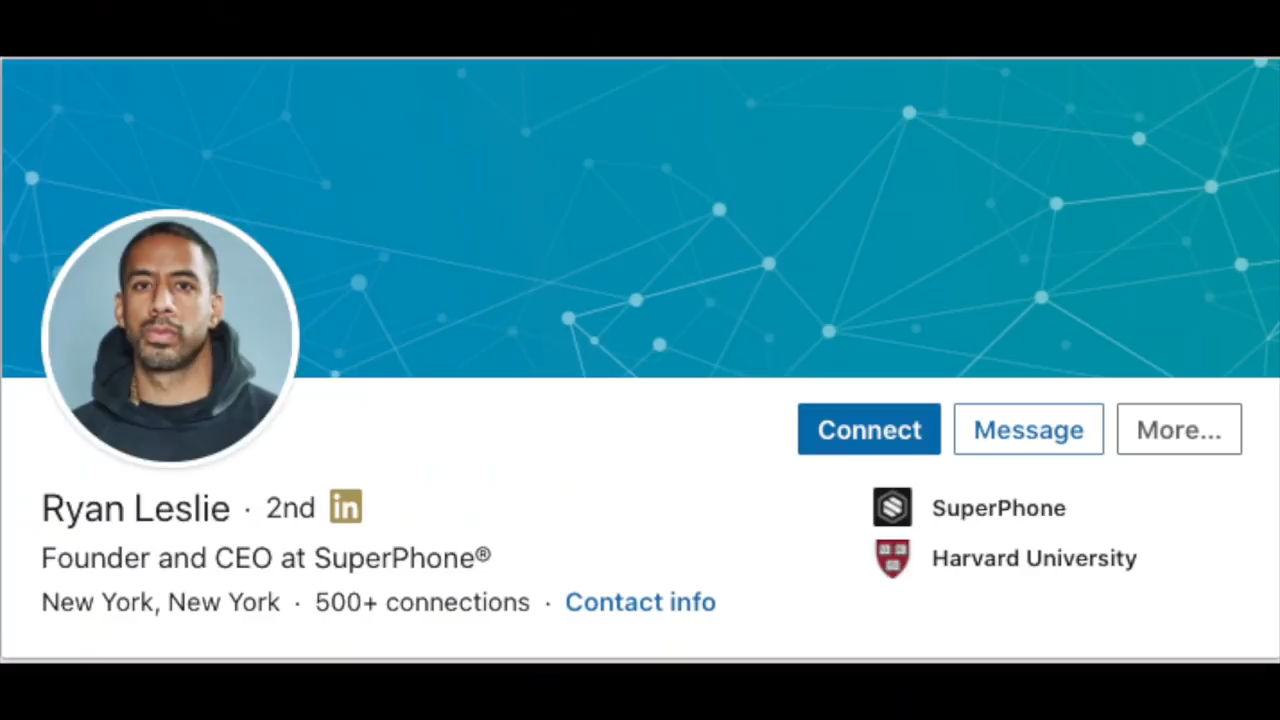 Connect
Message
More...
Ryan Leslie · 2nd in
Founder and CEO at SuperPhone®
New York, New York · 500+ connections · Contact info
SuperPhone
Harvard University